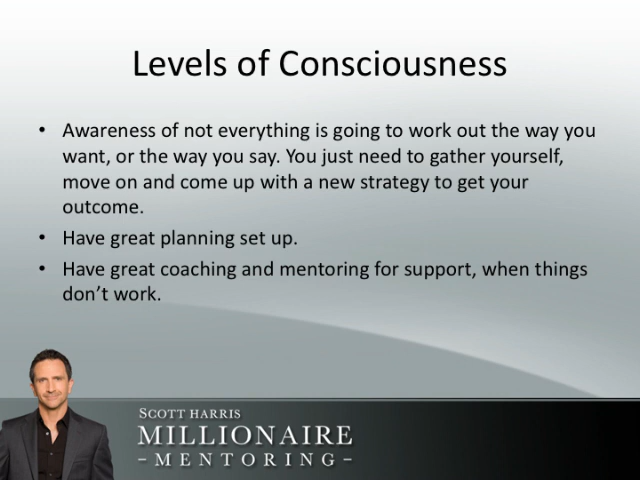 Levels of Consciousness
• Awareness of not everything is going to work out the way you
want, or the way you say. You just need to gather yourself,
move on and come up with a new strategy to get your
outcome.
• Have great planning set up.
• Have great coaching and mentoring for support, when things
don’t work.
SCOTT HARRIS
MILLIONAIRE
– MENTORING –